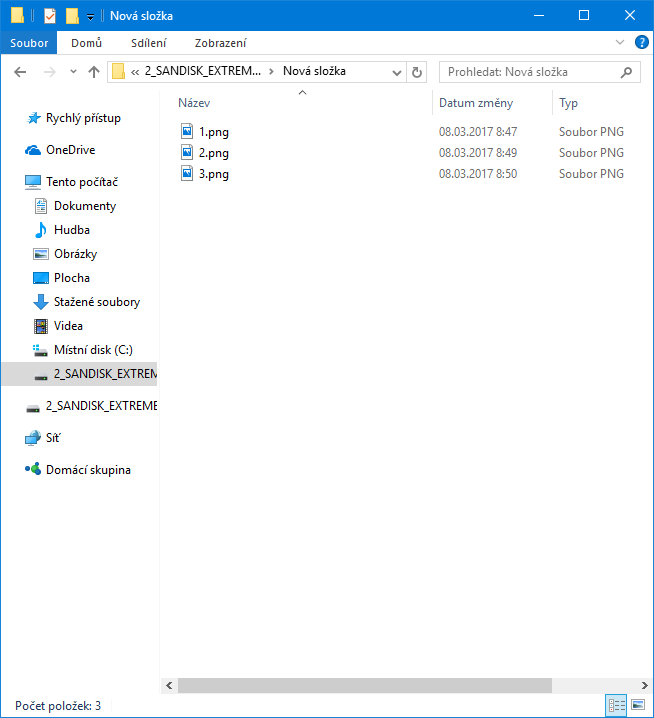 Nová složka
Soubor Domů Sdílení Zobrazení
« 2_SANDISK_EXTREM... > Nová složka Prohledat: Nová složka
Název Datum změny Typ
1.png 08.03.2017 8:47 Soubor PNG
2.png 08.03.2017 8:49 Soubor PNG
3.png 08.03.2017 8:50 Soubor PNG
Rychlý přístup
OneDrive
Tento počítač
Dokumenty
Hudba
Obrázky
Plocha
Stažené soubory
Videa
Místní disk (C:)
2_SANDISK_EXTREM
2_SANDISK_EXTREME
Síť
Domácí skupina
Počet položek: 3